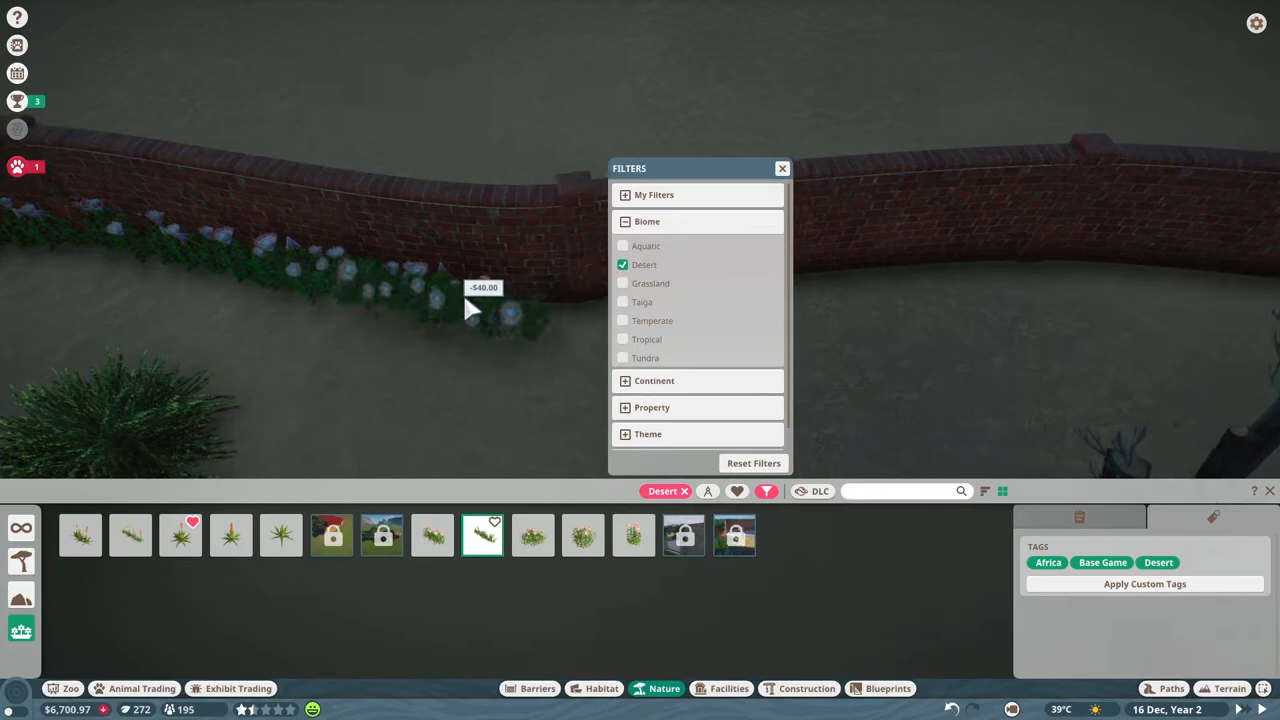 ?
3
1
FILTERS
My Filters
Biome
Aquatic
Desert
Grassland
Taiga
Temperate
Tropical
Tundra
Continent
Property
Theme
Reset Filters
-$40.00
Desert
DLC
?
TAGS
Africa
Base Game
Desert
Apply Custom Tags
Zoo
Animal Trading
Exhibit Trading
Barriers
Habitat
Nature
Facilities
Construction
Blueprints
Paths
Terrain
$6,700.97
272
195
39°C
16 Dec, Year 2